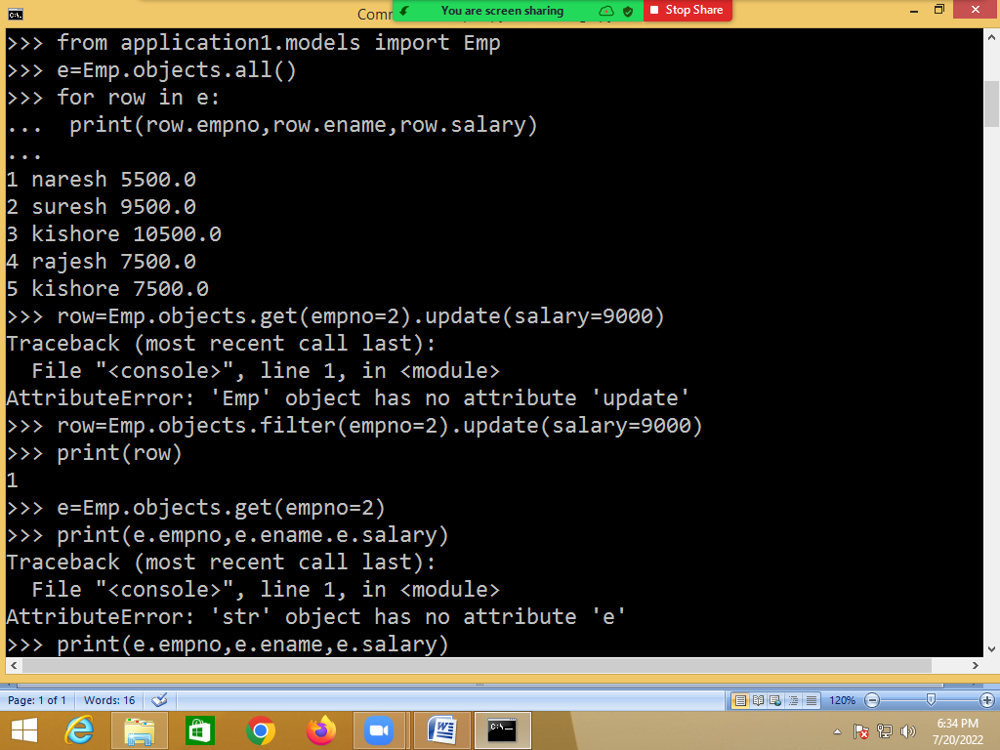 Comm
You are screen sharing
Stop Share
>>> from application1.models import Emp
>>> e=Emp.objects.all()
>>> for row in e:
...  print(row.empno,row.ename,row.salary)
...
1 naresh 5500.0
2 suresh 9500.0
3 kishore 10500.0
4 rajesh 7500.0
5 kishore 7500.0
>>> row=Emp.objects.get(empno=2).update(salary=9000)
Traceback (most recent call last):
  File "<console>", line 1, in <module>
AttributeError: 'Emp' object has no attribute 'update'
>>> row=Emp.objects.filter(empno=2).update(salary=9000)
>>> print(row)
1
>>> e=Emp.objects.get(empno=2)
>>> print(e.empno,e.ename.e.salary)
Traceback (most recent call last):
  File "<console>", line 1, in <module>
AttributeError: 'str' object has no attribute 'e'
>>> print(e.empno,e.ename,e.salary)
Page: 1 of 1 Words: 16 120%
6:34 PM
7/20/2022